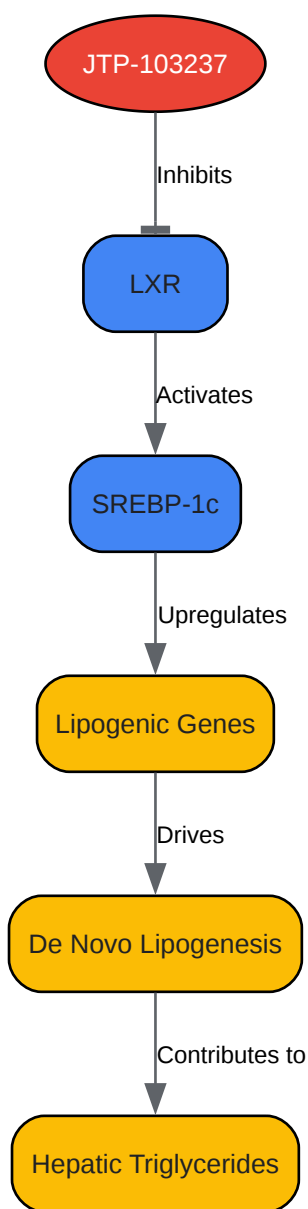 JTP-103237
Inhibits
LXR
Activates
SREBP-1c
Upregulates
Lipogenic Genes
Drives
De Novo Lipogenesis
Contributes to
Hepatic Triglycerides